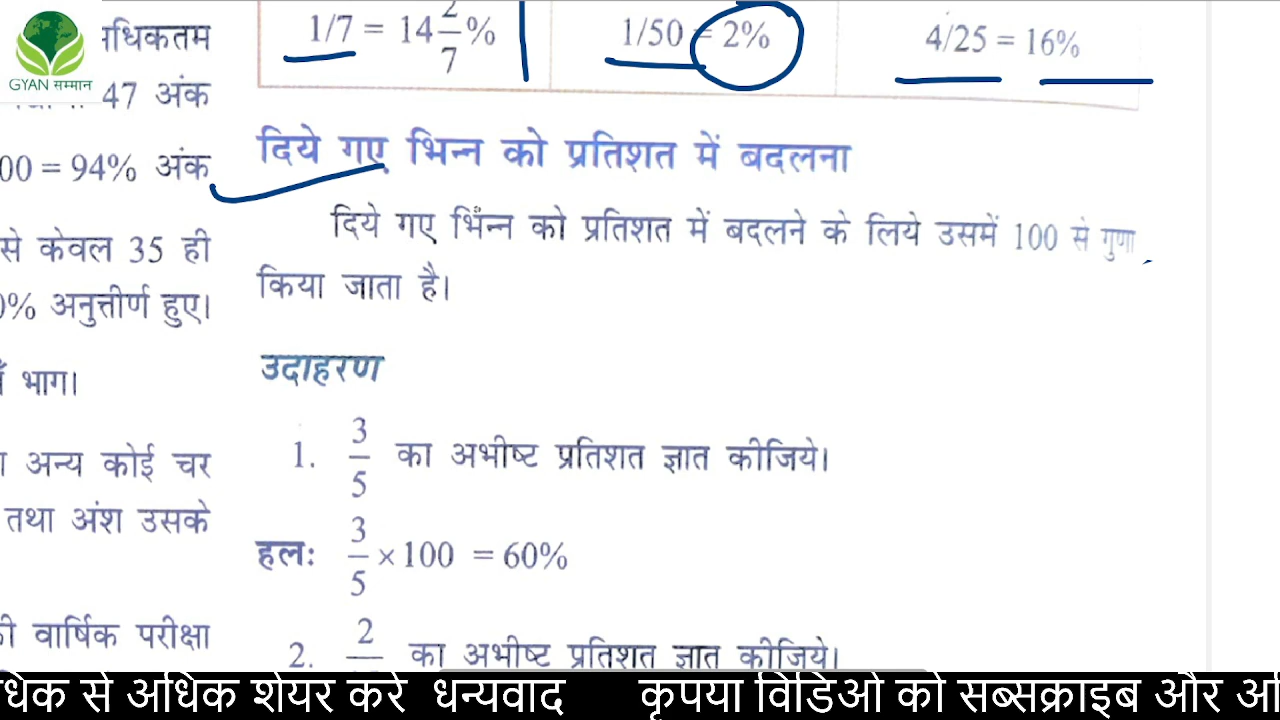 GYAN सम्मान
47 अंक
00 = 94% अंक
से केवल 35 ही
0% अनुत्तीर्ण हुए।
भाग।
अन्य कोई चर
तथा अंश उसके
वार्षिक परीक्षा
1/7 = 14 2/7 %
1/50 = 2%
4/25 = 16%
दिये गए भिन्न को प्रतिशत में बदलना
दिये गए भिन्न को प्रतिशत में बदलने के लिये उसमें 100 से गुणा
किया जाता है।
उदाहरण
1. 3/5 का अभीष्ट प्रतिशत ज्ञात कीजिये।
हलः 3/5 × 100 = 60%
2. 2 का अभीष्ट प्रतिशत ज्ञात कीजिये।
से अधिक शेयर करें धन्यवाद कृपया विडिओ को सब्सक्राइब और